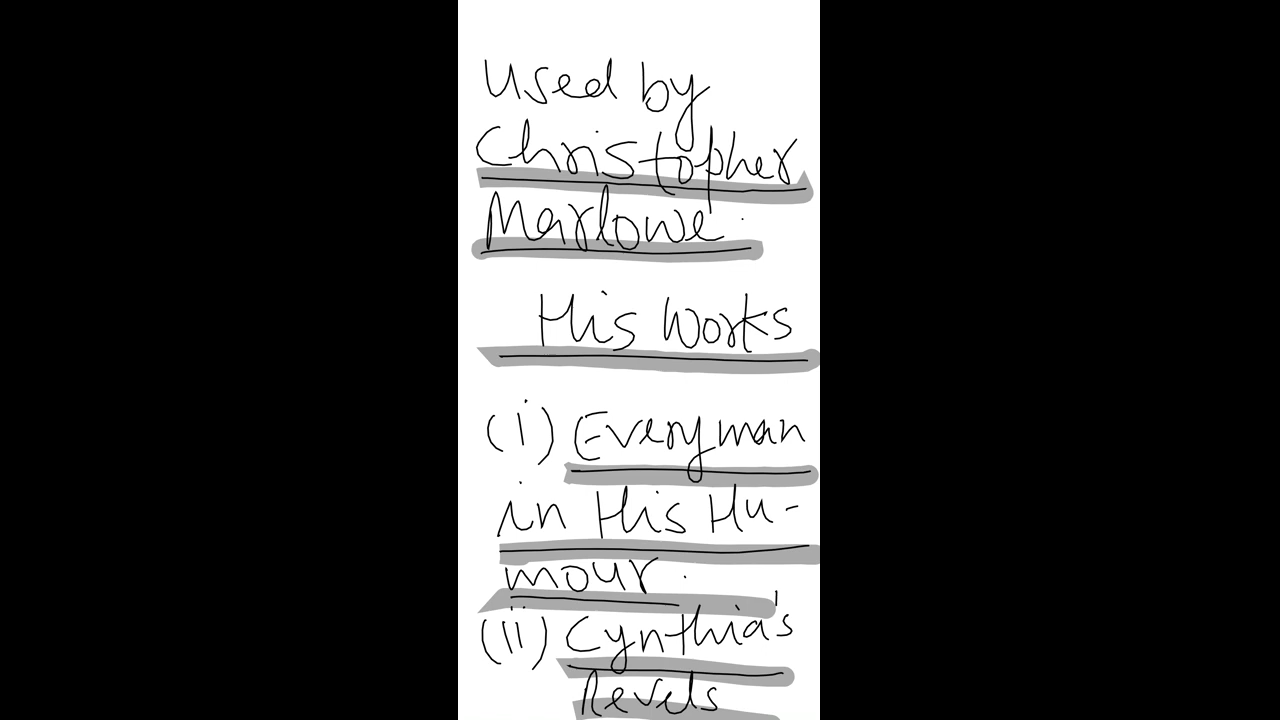 Used by
Christopher
Marlowe.
His Works
(i) Everyman
in His Hu-
mour.
(ii) Cynthia's
Revels